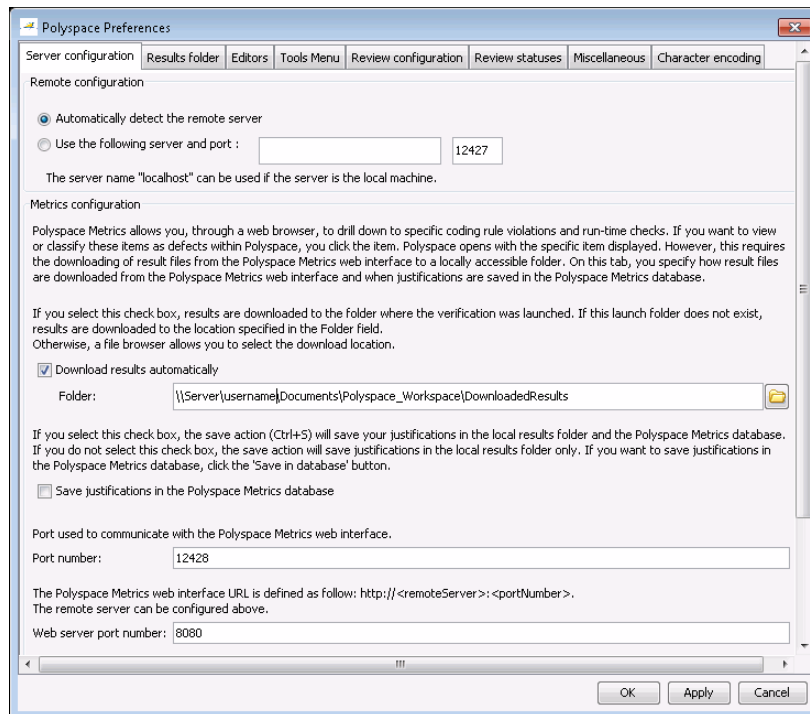 Polyspace Preferences
Server configuration Results folder Editors Tools Menu Review configuration Review statuses Miscellaneous Character encoding
Remote configuration
Automatically detect the remote server
Use the following server and port : 12427
The server name "localhost" can be used if the server is the local machine.
Metrics configuration
Polyspace Metrics allows you, through a web browser, to drill down to specific coding rule violations and run-time checks. If you want to view
or classify these items as defects within Polyspace, you click the item. Polyspace opens with the specific item displayed. However, this requires
the downloading of result files from the Polyspace Metrics web interface to a locally accessible folder. On this tab, you specify how result files
are downloaded from the Polyspace Metrics web interface and when justifications are saved in the Polyspace Metrics database.
If you select this check box, results are downloaded to the folder where the verification was launched. If this launch folder does not exist,
results are downloaded to the location specified in the Folder field.
Otherwise, a file browser allows you to select the download location.
Download results automatically
Folder: \\Server\username\Documents\Polyspace_Workspace\DownloadedResults
If you select this check box, the save action (Ctrl+S) will save your justifications in the local results folder and the Polyspace Metrics database.
If you do not select this check box, the save action will save justifications in the local results folder only. If you want to save justifications in
the Polyspace Metrics database, click the 'Save in database' button.
Save justifications in the Polyspace Metrics database
Port used to communicate with the Polyspace Metrics web interface.
Port number: 12428
The Polyspace Metrics web interface URL is defined as follow: http://<remoteServer>:<portNumber>.
The remote server can be configured above.
Web server port number: 8080
OK Apply Cancel